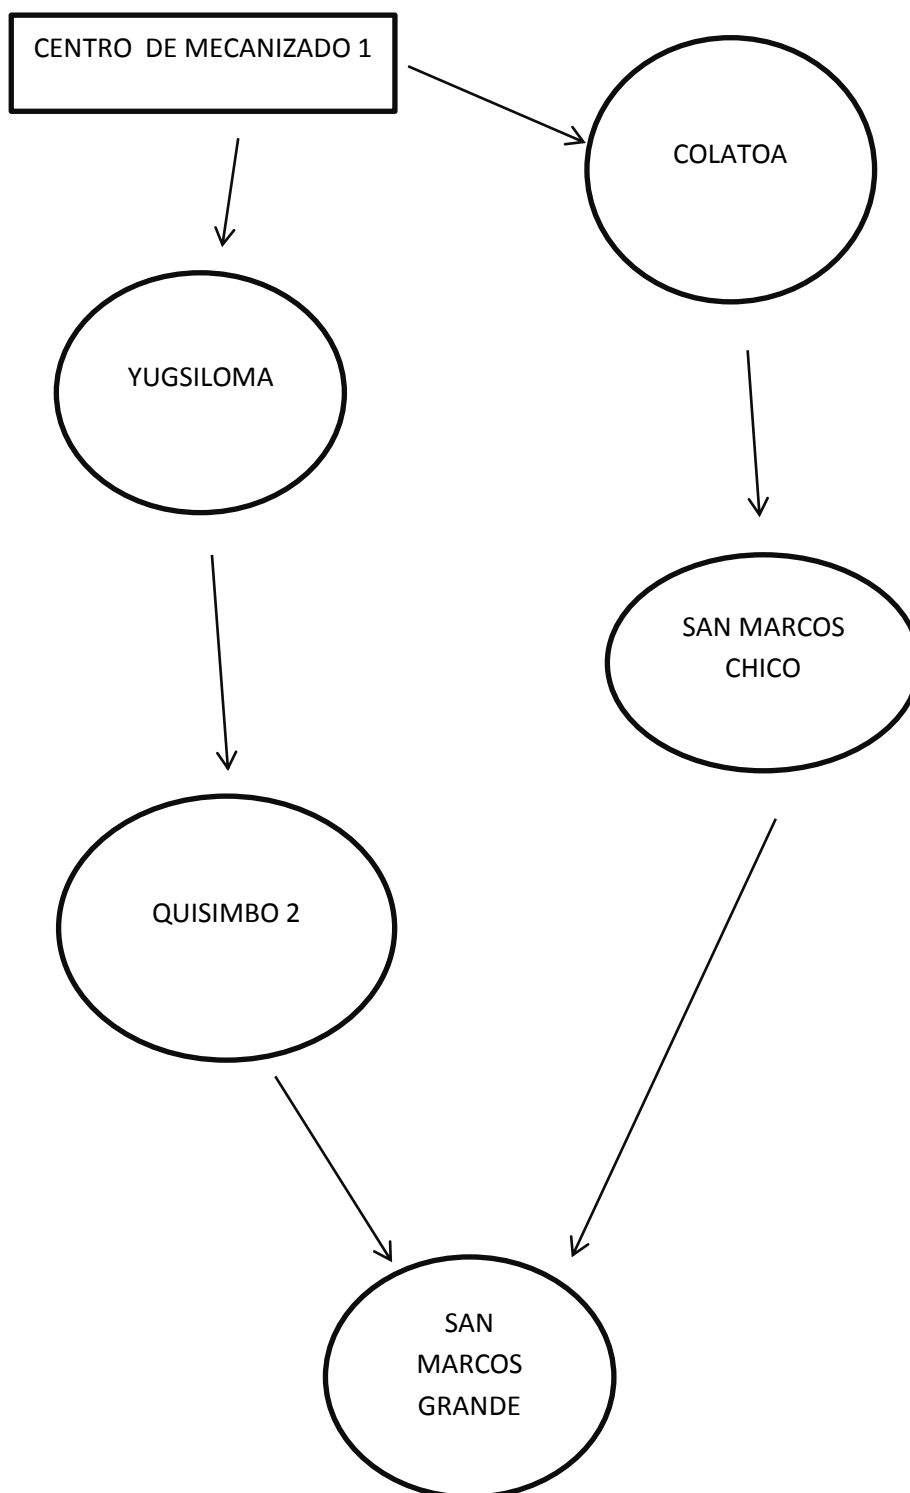 CENTRO  DE MECANIZADO 1
COLATOA
YUGSILOMA
SAN MARCOS
CHICO
QUISIMBO 2
SAN
MARCOS
GRANDE